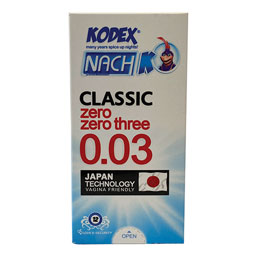 KODEX
many years spice up nights!
NACH
CLASSIC
zero
zero three
0.03
JAPAN
TECHNOLOGY
VAGINA FRIENDLY
12
OPEN